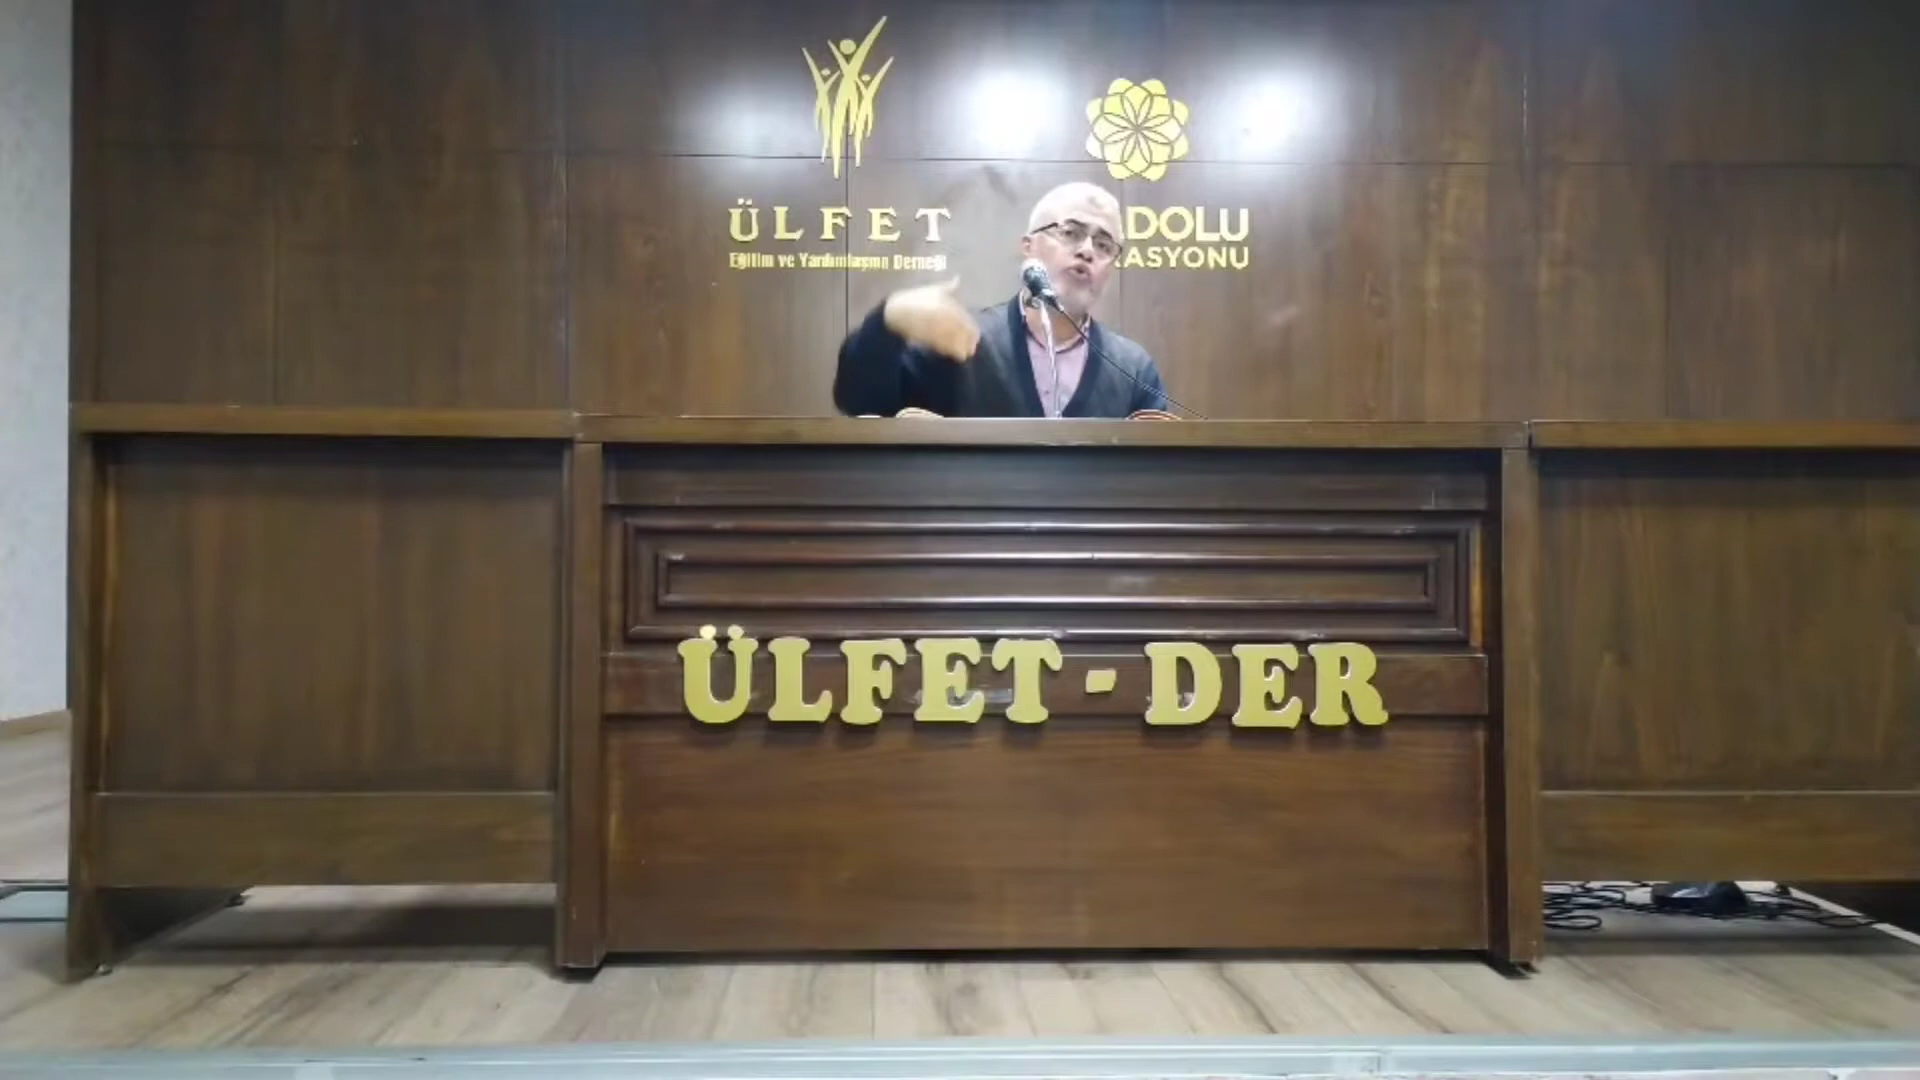 ÜLFET
Eğitim ve Yardımlaşma Derneği
DOLU
RASYONU
ÜLFET-DER